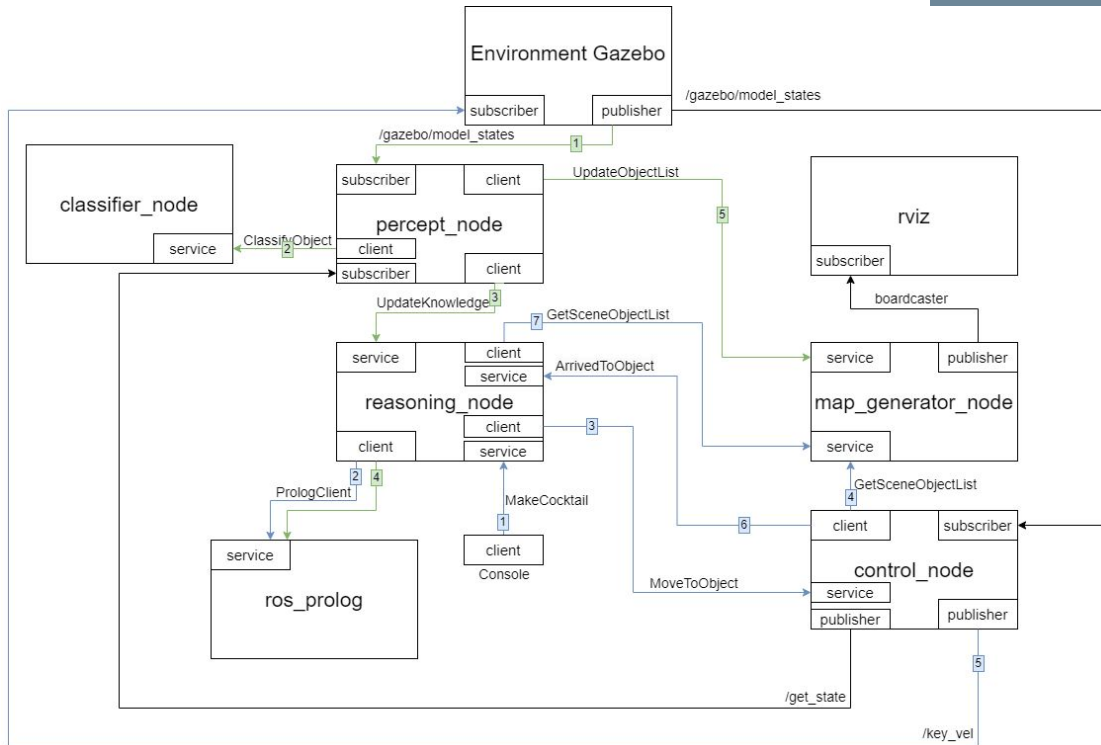 Environment Gazebo
subscriber
publisher
/gazebo/model_states
/gazebo/model_states
1
classifier_node
service
ClassifyObject
2
subscriber
client
percept_node
client
subscriber
client
UpdateObjectList
5
rviz
subscriber
boardcaster
3
UpdateKnowledge
7
GetSceneObjectList
service
client
service
reasoning_node
client
client
service
ArrivedToObject
3
service
publisher
map_generator_node
service
2
4
PrologClient
MakeCocktail
1
client
Console
4
GetSceneObjectList
6
client
subscriber
control_node
service
publisher
publisher
MoveToObject
service
ros_prolog
5
/get_state
/key_vel